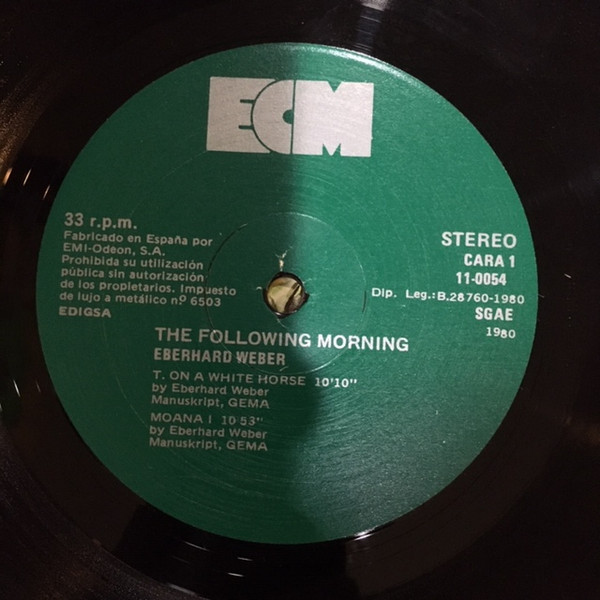 ECM
33 r.p.m.
Fabricado en España por
EMI-Odeón, S.A.
Prohibida su utilización
pública sin autorización
de los propietarios. Impuesto
de lujo a metálico nº 6503
EDIGSA
STEREO
CARA 1
11-0054
Dip. Leg.: B.28760-1980
SGAE
1980
THE FOLLOWING MORNING
EBERHARD WEBER
T. ON A WHITE HORSE 10'10"
by Eberhard Weber
Manuskript, GEMA
MOANA I 10'53"
by Eberhard Weber
Manuskript, GEMA